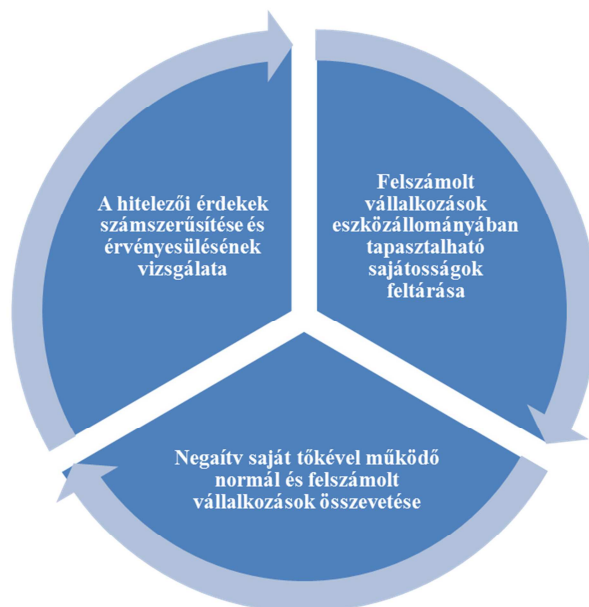 A hitelezői érdekek
számszerűsítése és
érvényesülésének
vizsgálata
Felszámolt
vállalkozások
eszközállományában
tapasztalható
sajátosságok
feltárása
Negaítv saját tőkével működő
normál és felszámolt
vállalkozások összevetése